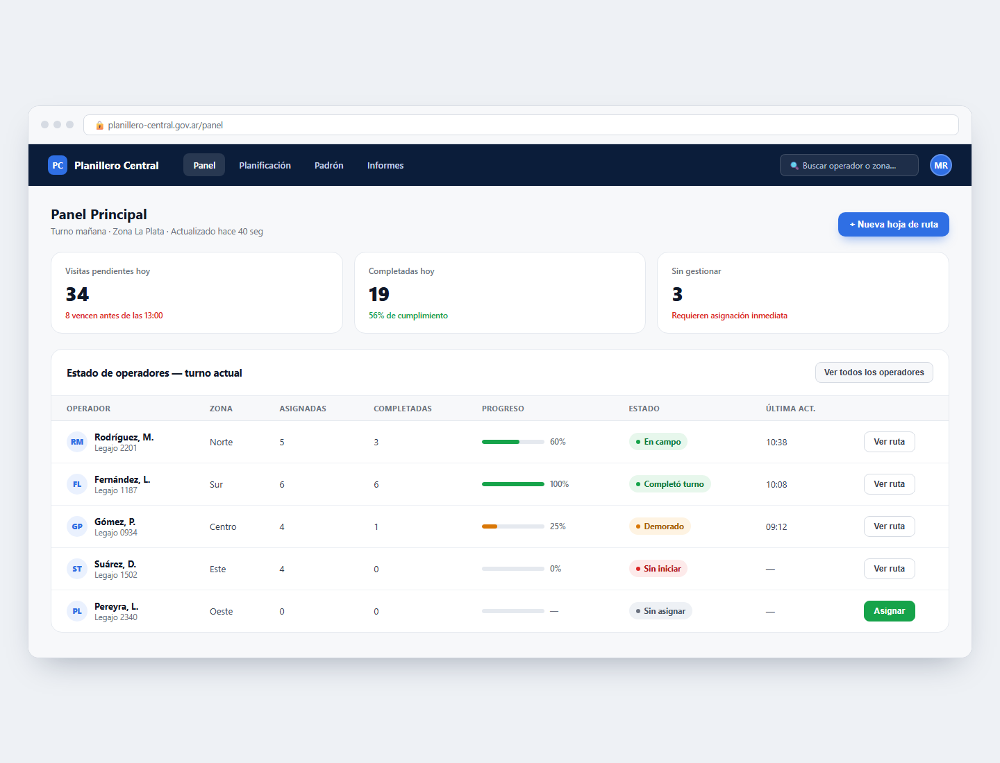 planillero-central.gov.ar/panel
PC Planillero Central Panel Planificación Padrón Informes Buscar operador o zona... MR
Panel Principal
Turno mañana · Zona La Plata · Actualizado hace 40 seg
+ Nueva hoja de ruta
Visitas pendientes hoy
34
8 vencen antes de las 13:00
Completadas hoy
19
56% de cumplimiento
Sin gestionar
3
Requieren asignación inmediata
Estado de operadores — turno actual
Ver todos los operadores
OPERADOR ZONA ASIGNADAS COMPLETADAS PROGRESO ESTADO ÚLTIMA ACT.
RM Rodríguez, M. Norte 5 3 60% En campo 10:38 Ver ruta
Legajo 2201
FL Fernández, L. Sur 6 6 100% Completó turno 10:08 Ver ruta
Legajo 1187
GP Gómez, P. Centro 4 1 25% Demorado 09:12 Ver ruta
Legajo 0934
ST Suárez, D. Este 4 0 0% Sin iniciar — Ver ruta
Legajo 1502
PL Pereyra, L. Oeste 0 0 — Sin asignar — Asignar
Legajo 2340